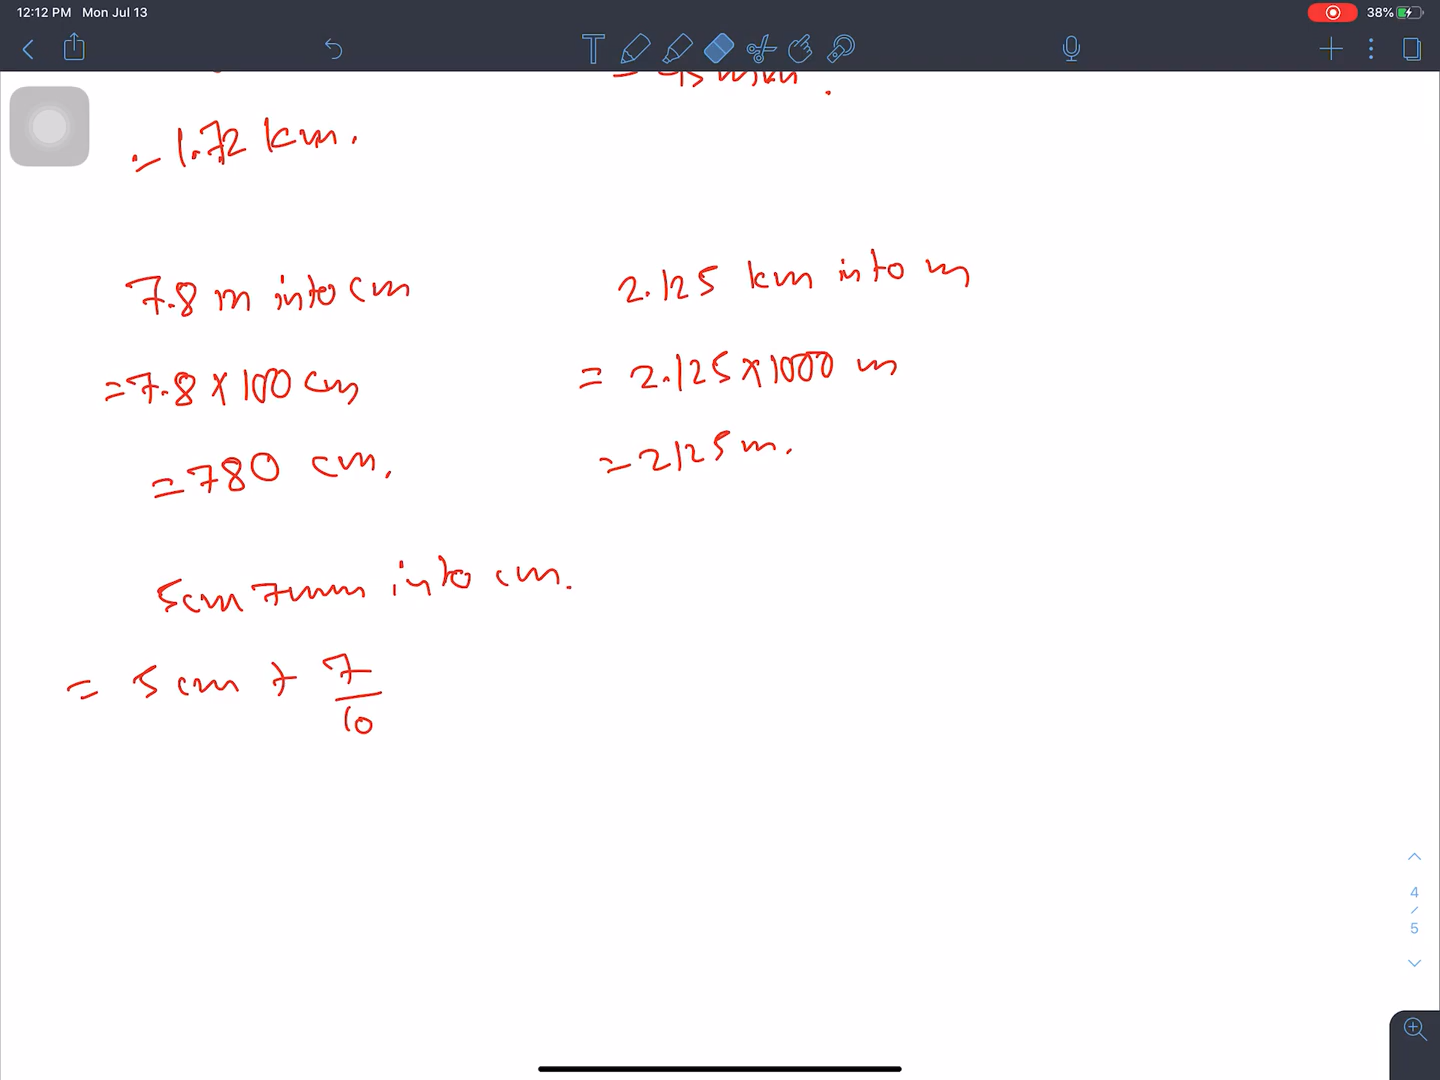 12:12 PM Mon Jul 13
38%
= 1.72 km.
7.8 m into cm
= 7.8 × 100 cm
= 780 cm.
2.125 km into m
= 2.125 × 1000 m
= 2125 m.
5cm 7mm into cm.
= 5 cm + 7/10
4
/
5